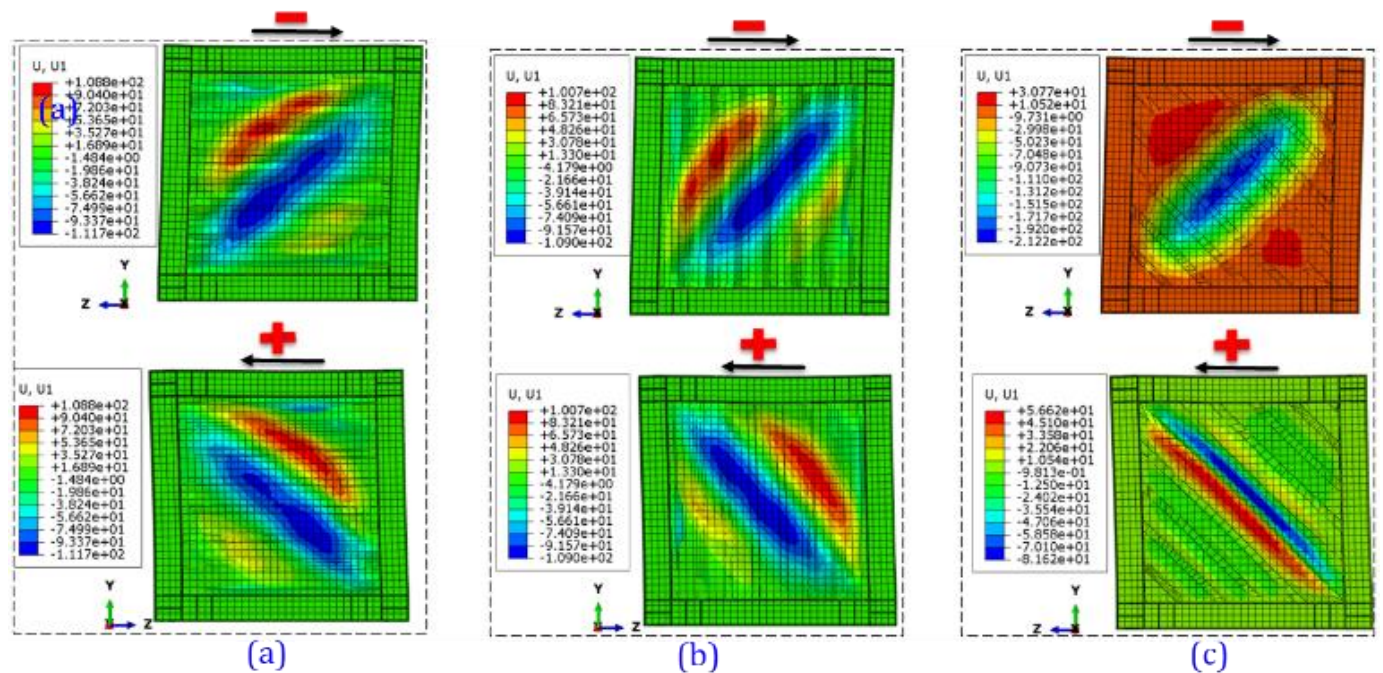 −
U, U1
+1.088e+02
+9.040e+01
+7.203e+01
(a)
+5.365e+01
+3.527e+01
+1.689e+01
-1.484e+00
-1.986e+01
-3.824e+01
-5.662e+01
-7.499e+01
-9.337e+01
-1.117e+02
Y
Z X
+
U, U1
+1.088e+02
+9.040e+01
+7.203e+01
+5.365e+01
+3.527e+01
+1.689e+01
-1.484e+00
-1.986e+01
-3.824e+01
-5.662e+01
-7.499e+01
-9.337e+01
-1.117e+02
Y
Z
(a)
−
U, U1
+1.007e+02
+8.321e+01
+6.573e+01
+4.826e+01
+3.078e+01
+1.330e+01
-4.179e+00
-2.166e+01
-3.914e+01
-5.661e+01
-7.409e+01
-9.157e+01
-1.090e+02
Y
Z X
+
U, U1
+1.007e+02
+8.321e+01
+6.573e+01
+4.826e+01
+3.078e+01
+1.330e+01
-4.179e+00
-2.166e+01
-3.914e+01
-5.661e+01
-7.409e+01
-9.157e+01
-1.090e+02
Y
Z
(b)
−
U, U1
+3.077e+01
+1.052e+01
-9.731e+00
-2.998e+01
-5.023e+01
-7.048e+01
-9.073e+01
-1.110e+02
-1.312e+02
-1.515e+02
-1.717e+02
-1.920e+02
-2.122e+02
Y
Z X
+
U, U1
+5.662e+01
+4.510e+01
+3.358e+01
+2.206e+01
+1.054e+01
-9.813e-01
-1.250e+01
-2.402e+01
-3.554e+01
-4.706e+01
-5.858e+01
-7.010e+01
-8.162e+01
Y
Z X
(c)